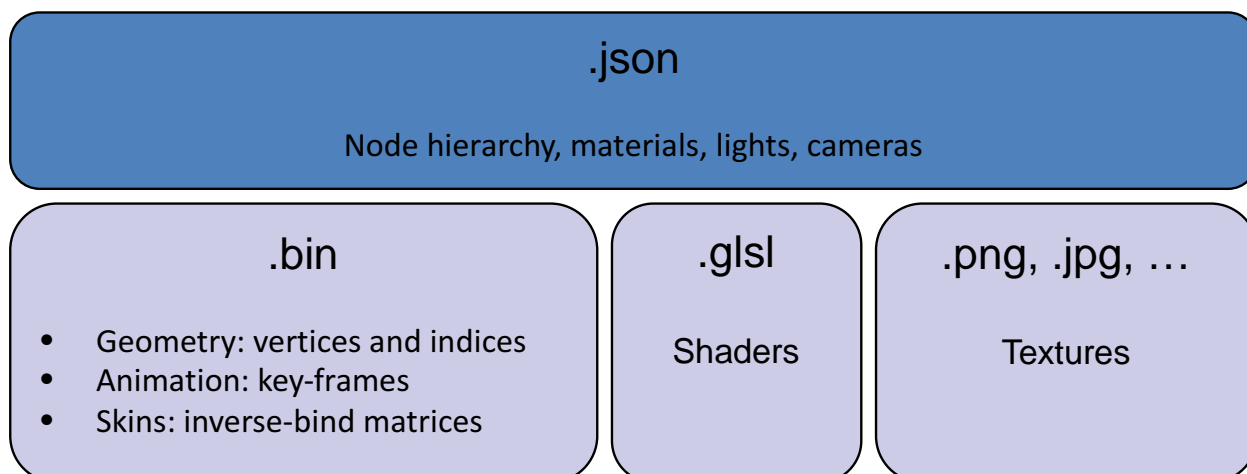 .json
Node hierarchy, materials, lights, cameras
.bin
• Geometry: vertices and indices
• Animation: key-frames
• Skins: inverse-bind matrices
.glsl
Shaders
.png, .jpg, …
Textures